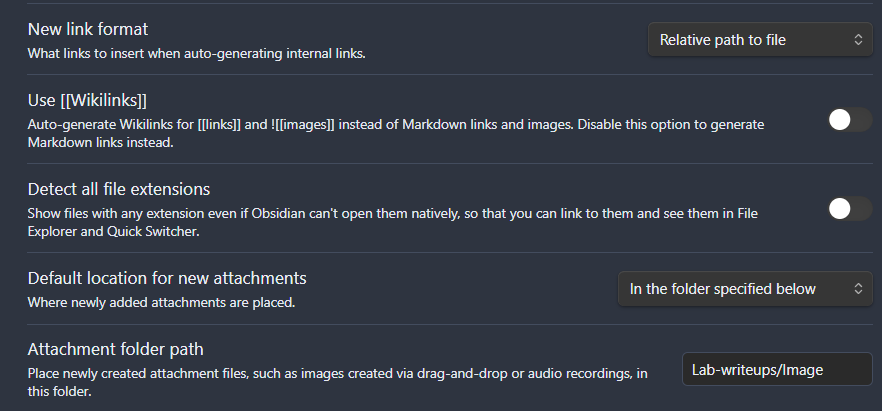 New link format
What links to insert when auto-generating internal links.
Relative path to file
Use [[Wikilinks]]
Auto-generate Wikilinks for [[links]] and ![[images]] instead of Markdown links and images. Disable this option to generate
Markdown links instead.
Detect all file extensions
Show files with any extension even if Obsidian can't open them natively, so that you can link to them and see them in File
Explorer and Quick Switcher.
Default location for new attachments
Where newly added attachments are placed.
In the folder specified below
Attachment folder path
Place newly created attachment files, such as images created via drag-and-drop or audio recordings, in
this folder.
Lab-writeups/Image